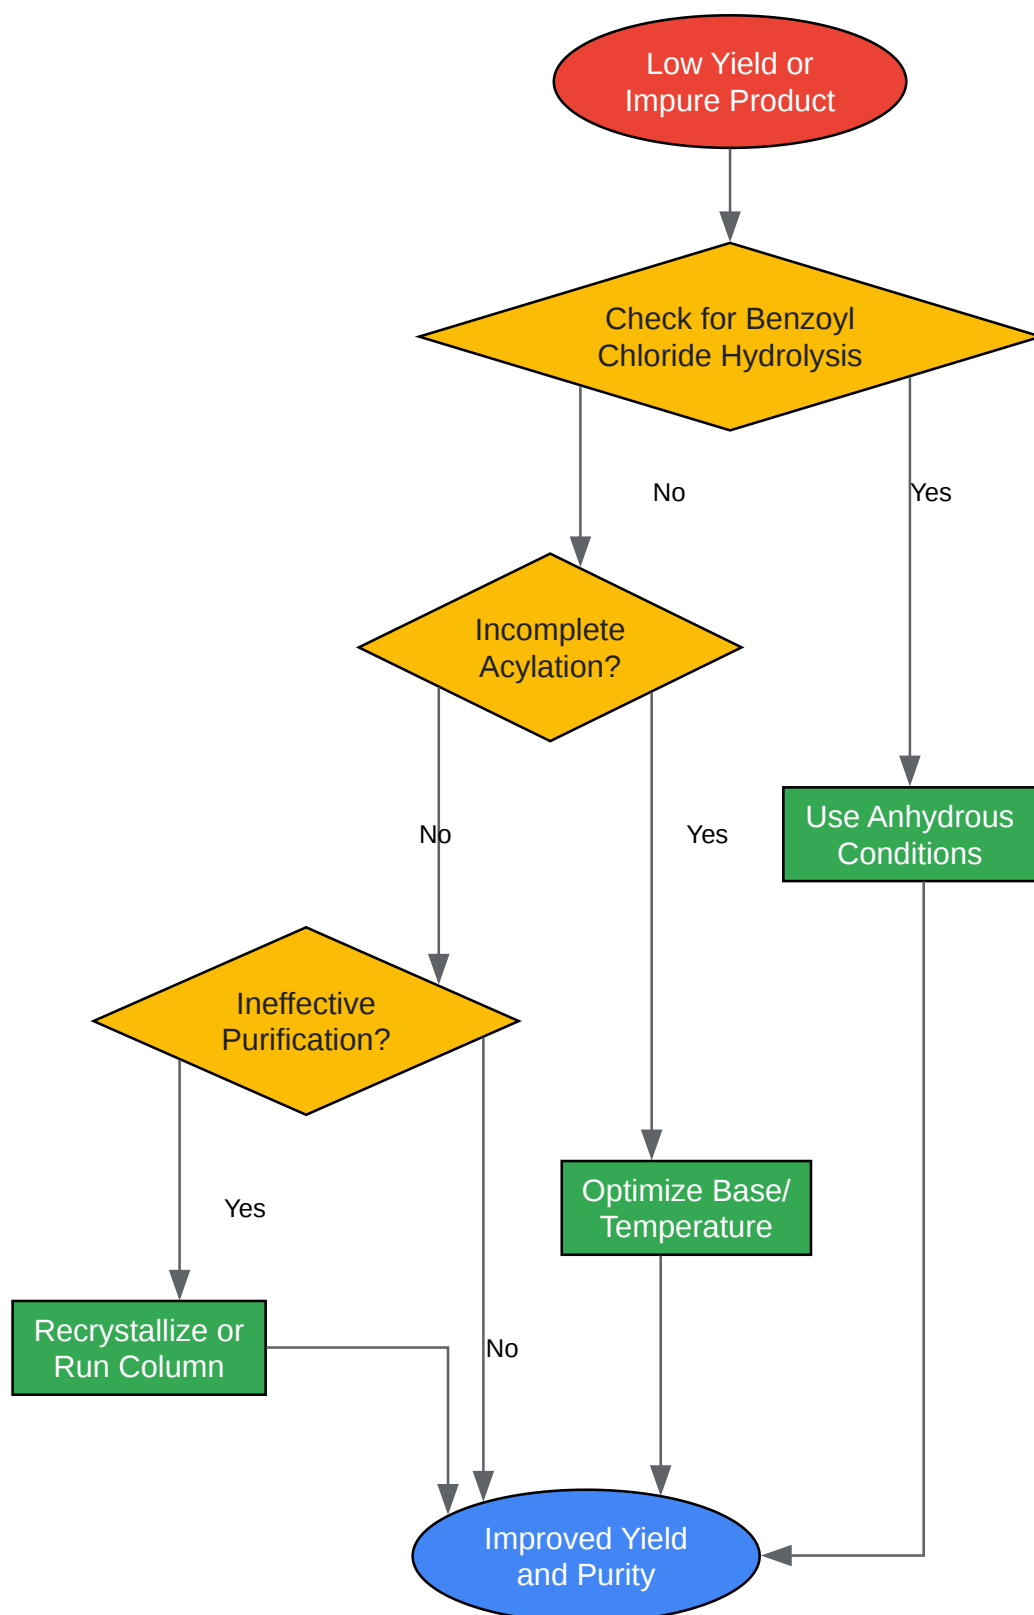 Low Yield or
Impure Product
Check for Benzoyl
Chloride Hydrolysis
No
Yes
Incomplete
Acylation?
Use Anhydrous
Conditions
No
Yes
Ineffective
Purification?
Optimize Base/
Temperature
Yes
Recrystallize or
Run Column
No
Improved Yield
and Purity